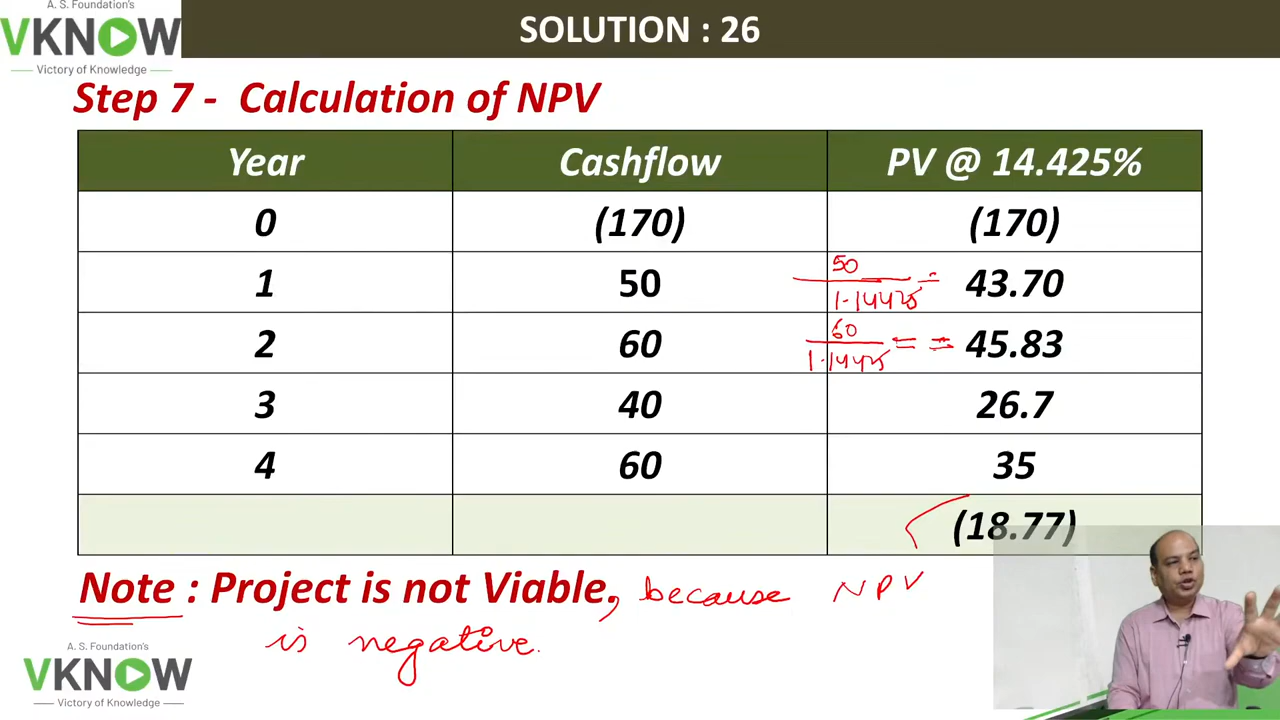 A. S. Foundation's
VKNOW
Victory of Knowledge
SOLUTION : 26
Step 7 - Calculation of NPV
Year Cashflow PV @ 14.425%
0 (170) (170)
1 50 50/1.14425 = 43.70
2 60 60/1.14425 = = 45.83
3 40 26.7
4 60 35
(18.77)
Note : Project is not Viable. , because NPV
is negative.
A. S. Foundation's
VKNOW
Victory of Knowledge